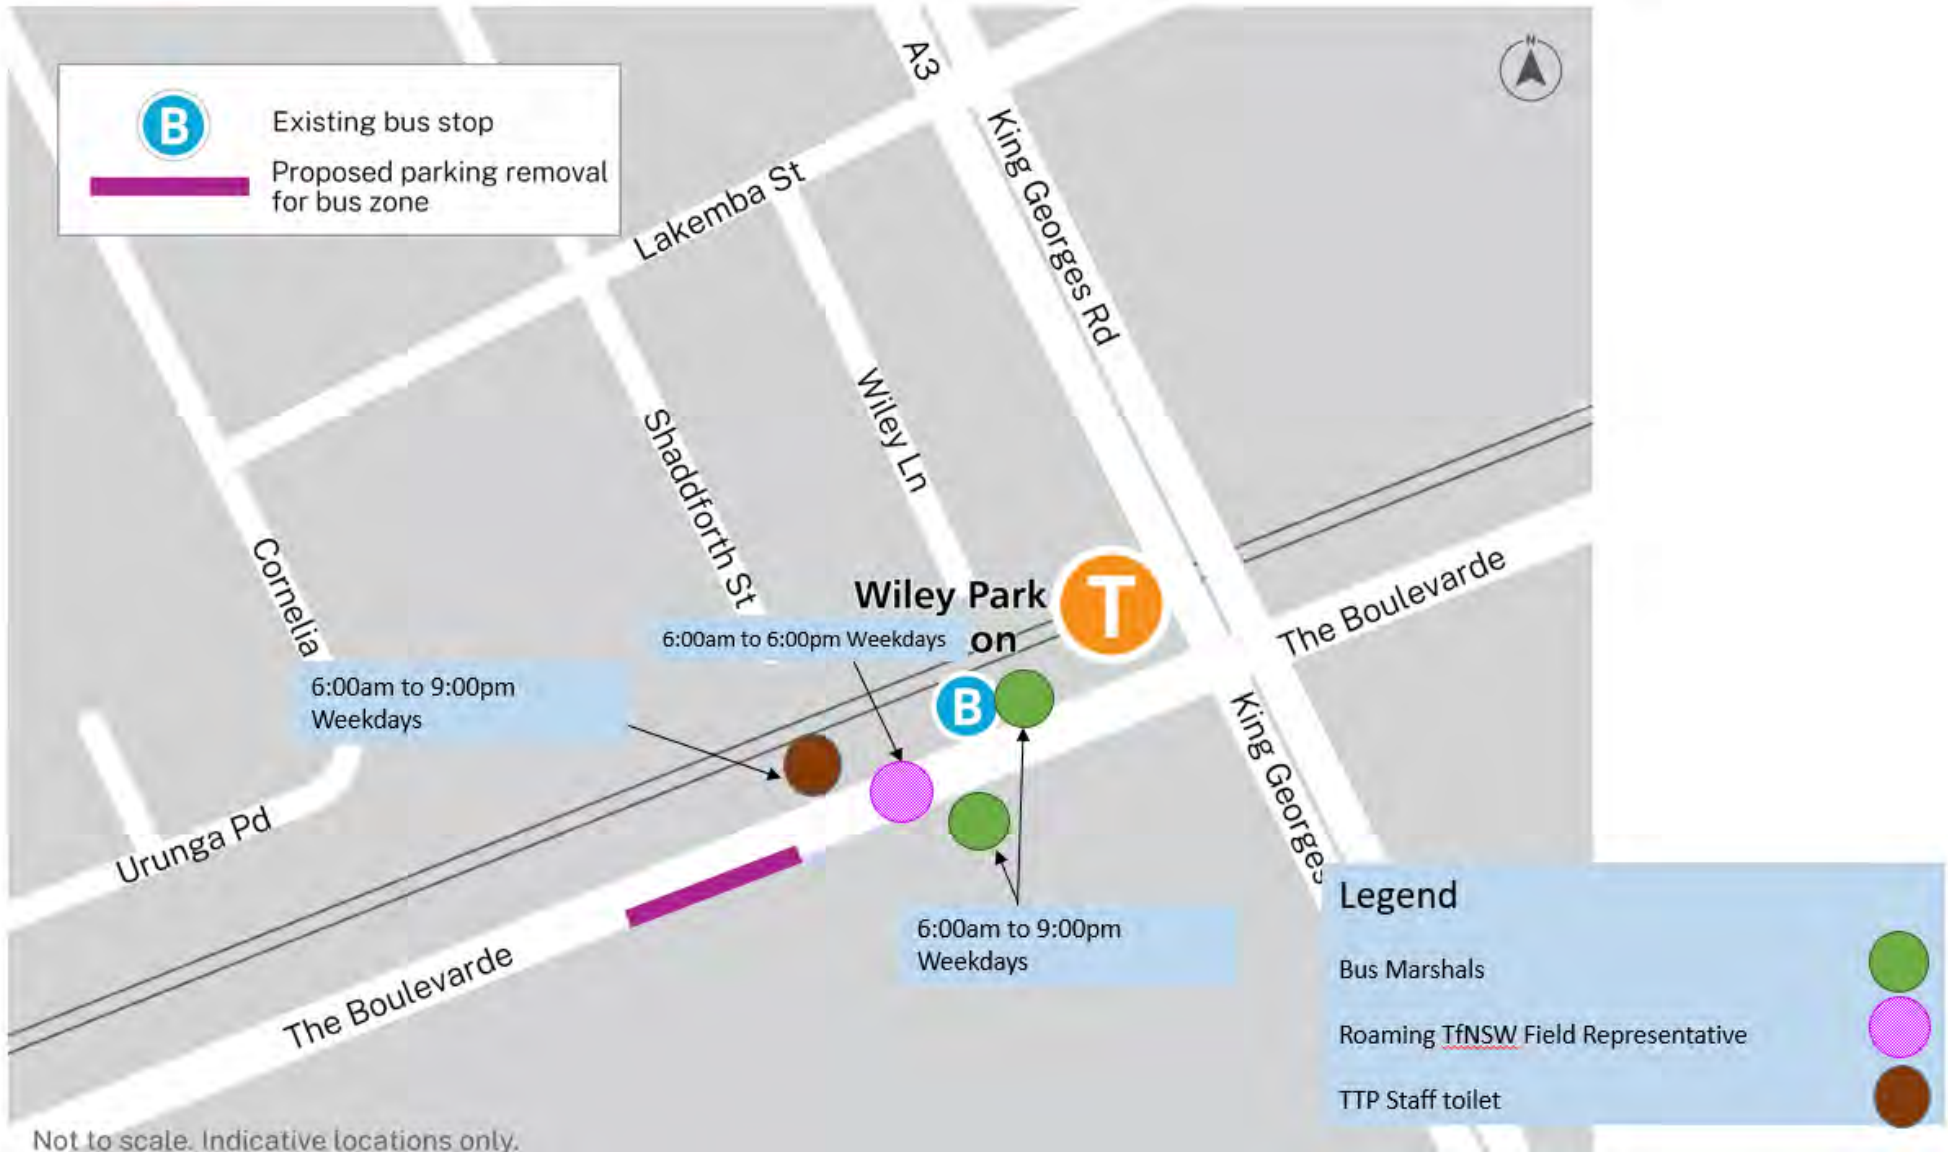 A3
N
B
Existing bus stop
Proposed parking removal
for bus zone
Lakemba St
King Georges Rd
Wiley Ln
Shaddforth St
Cornelia
Wiley Park
on
T
6:00am to 6:00pm Weekdays
The Boulevarde
6:00am to 9:00pm
Weekdays
B
King Georges
Urunga Pd
6:00am to 9:00pm
Weekdays
The Boulevarde
Legend
Bus Marshals
Roaming TfNSW Field Representative
TTP Staff toilet
Not to scale. Indicative locations only.